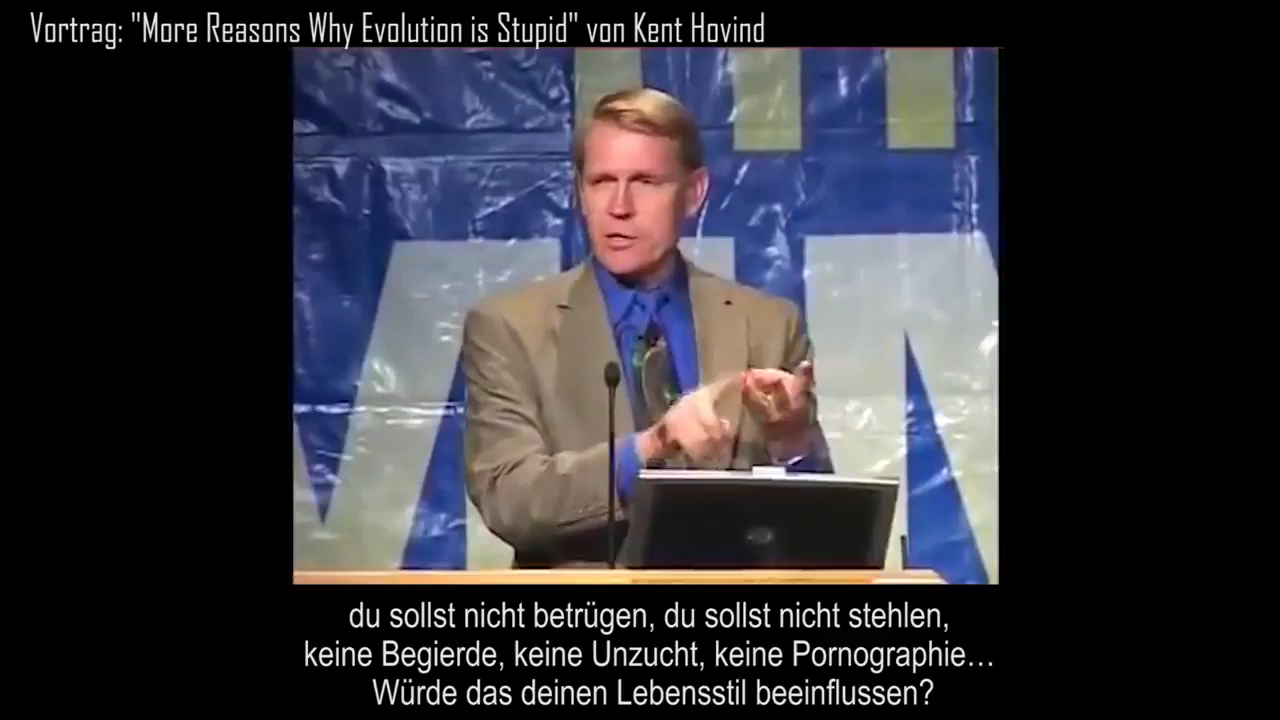 Vortrag: "More Reasons Why Evolution is Stupid" von Kent Hovind
du sollst nicht betrügen, du sollst nicht stehlen,
keine Begierde, keine Unzucht, keine Pornographie…
Würde das deinen Lebensstil beeinflussen?